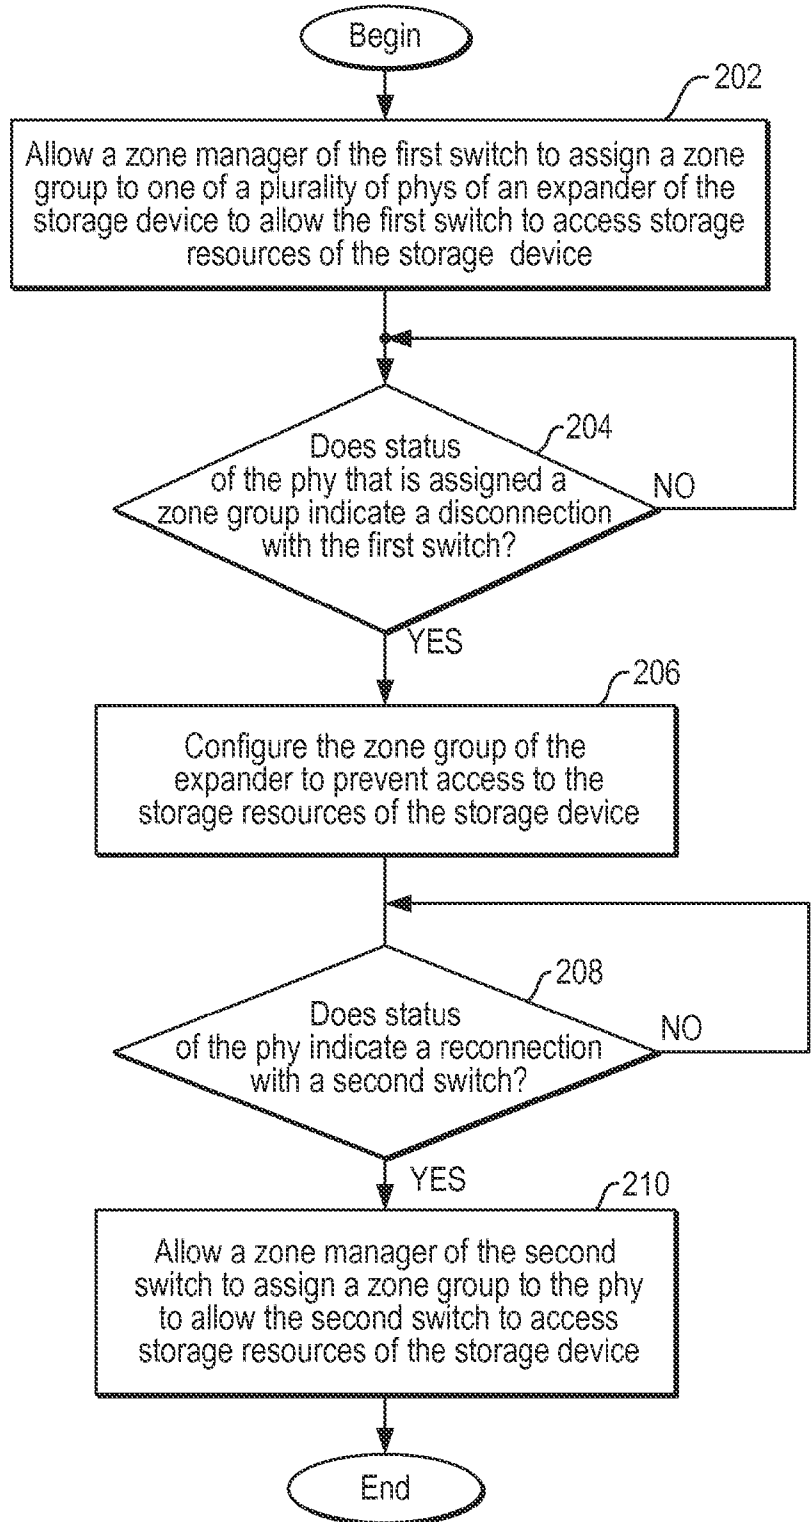 Begin
202
Allow a zone manager of the first switch to assign a zone
group to one of a plurality of phys of an expander of the
storage device to allow the first switch to access storage
resources of the storage device
204
Does status
of the phy that is assigned a
zone group indicate a disconnection
with the first switch?
NO
YES
206
Configure the zone group of the
expander to prevent access to the
storage resources of the storage device
208
Does status
of the phy indicate a reconnection
with a second switch?
NO
YES
210
Allow a zone manager of the second
switch to assign a zone group to the phy
to allow the second switch to access
storage resources of the storage device
End